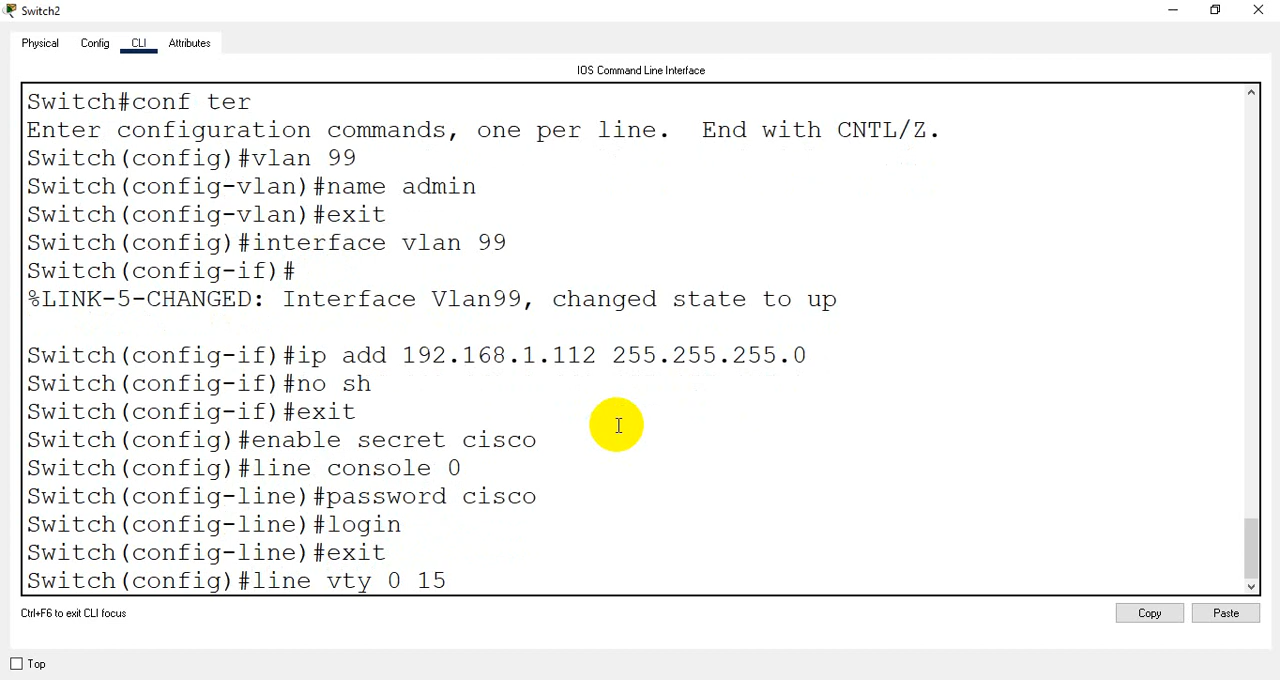 Switch2
Physical Config CLI Attributes
IOS Command Line Interface
Switch#conf ter
Enter configuration commands, one per line.  End with CNTL/Z.
Switch(config)#vlan 99
Switch(config-vlan)#name admin
Switch(config-vlan)#exit
Switch(config)#interface vlan 99
Switch(config-if)#
%LINK-5-CHANGED: Interface Vlan99, changed state to up
Switch(config-if)#ip add 192.168.1.112 255.255.255.0
Switch(config-if)#no sh
Switch(config-if)#exit
Switch(config)#enable secret cisco
Switch(config)#line console 0
Switch(config-line)#password cisco
Switch(config-line)#login
Switch(config-line)#exit
Switch(config)#line vty 0 15
Ctrl+F6 to exit CLI focus
Copy Paste
Top